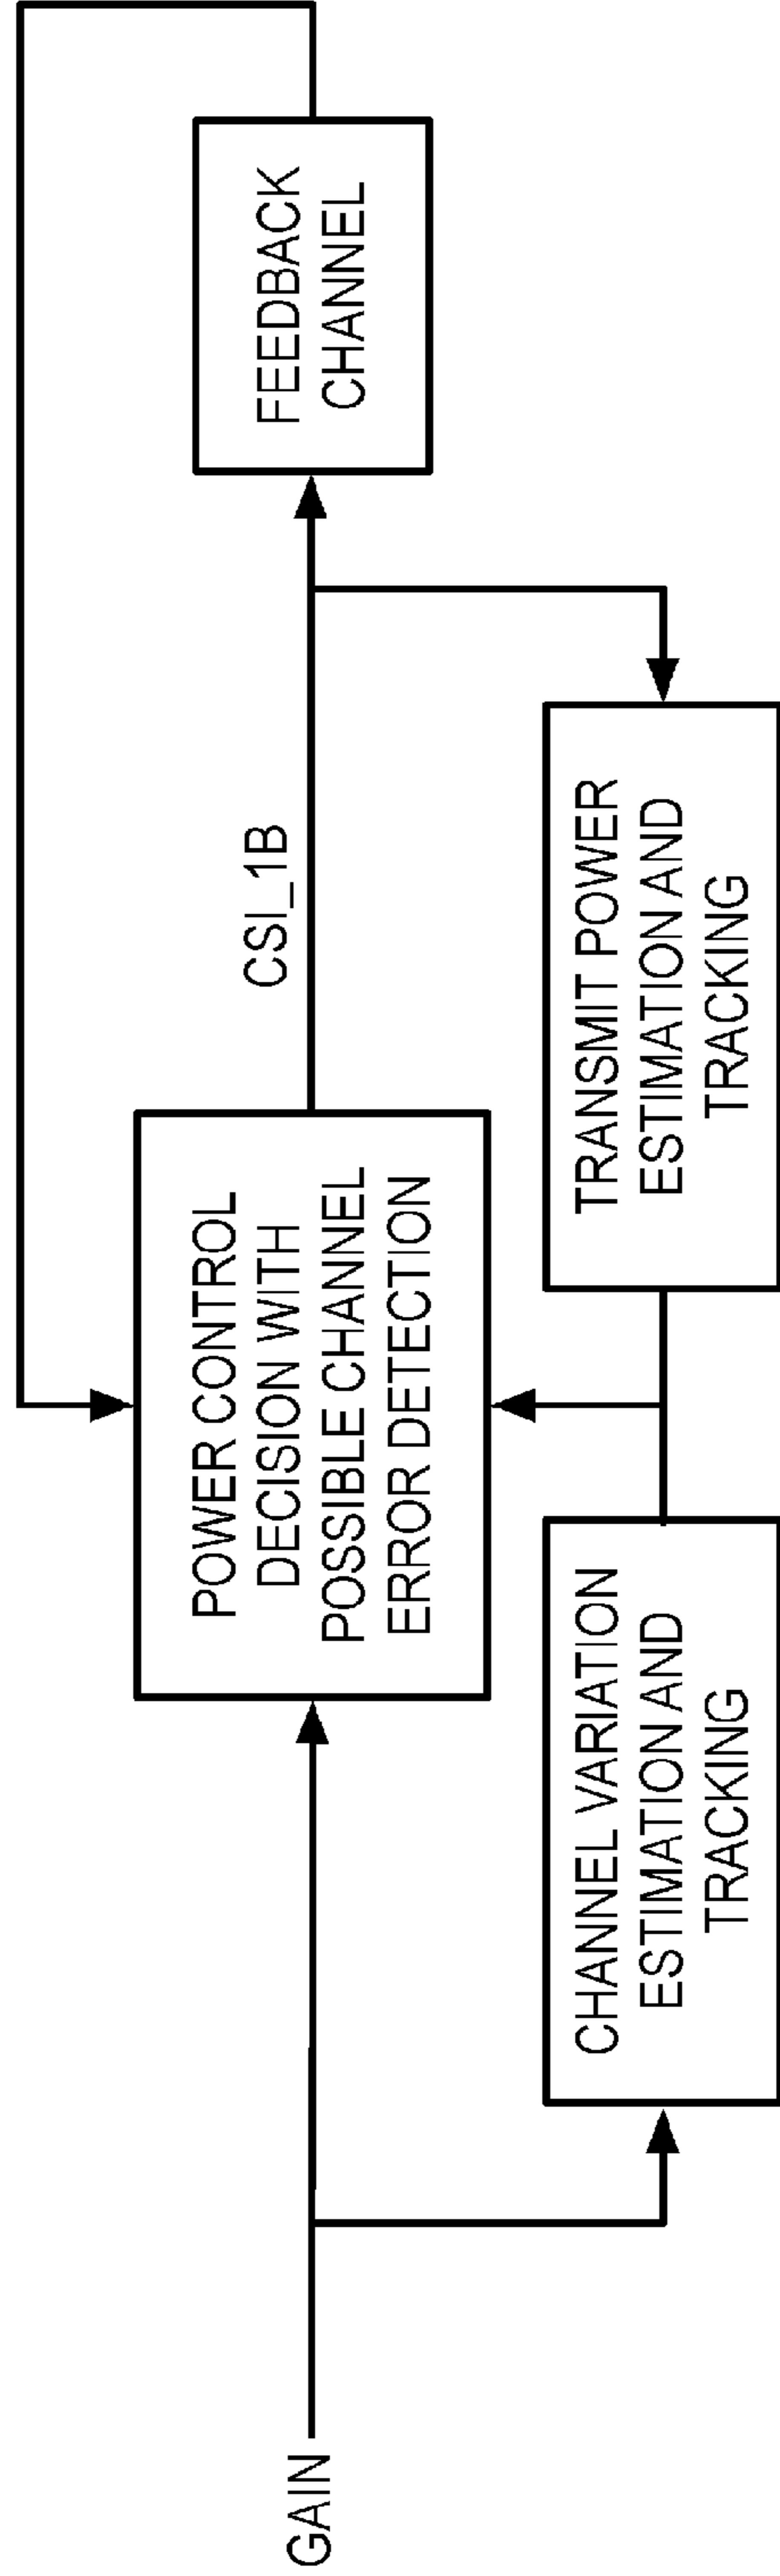 GAIN
POWER CONTROL
DECISION WITH
POSSIBLE CHANNEL
ERROR DETECTION
CSI_1B
FEEDBACK
CHANNEL
CHANNEL VARIATION
ESTIMATION AND
TRACKING
TRANSMIT POWER
ESTIMATION AND
TRACKING